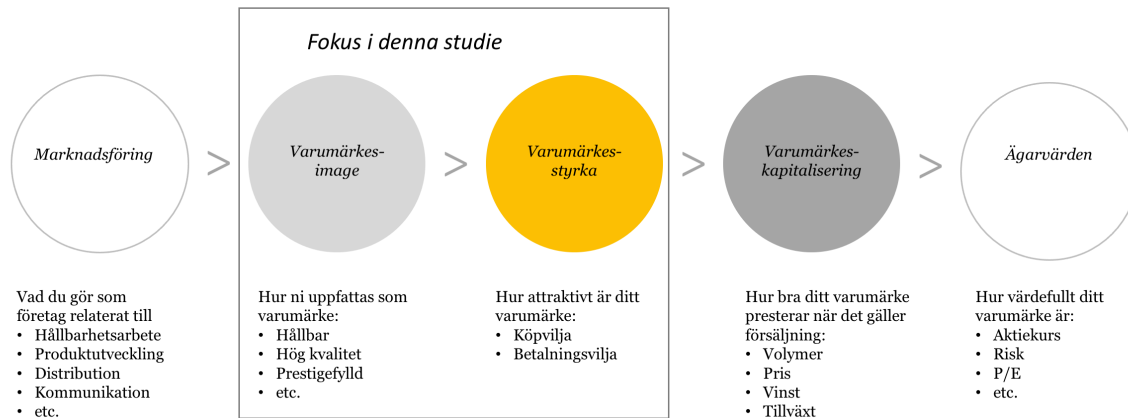 Fokus i denna studie
Marknadsföring
>
Varumärkes-
image
>
Varumärkes-
styrka
>
Varumärkes-
kapitalisering
>
Ägarvärden
Vad du gör som
företag relaterat till
• Hållbarhetsarbete
• Produktutveckling
• Distribution
• Kommunikation
• etc.
Hur ni uppfattas som
varumärke:
• Hållbar
• Hög kvalitet
• Prestigefylld
• etc.
Hur attraktivt är ditt
varumärke:
• Köpvilja
• Betalningsvilja
Hur bra ditt varumärke
presterar när det gäller
försäljning:
• Volymer
• Pris
• Vinst
• Tillväxt
Hur värdefullt ditt
varumärke är:
• Aktiekurs
• Risk
• P/E
• etc.